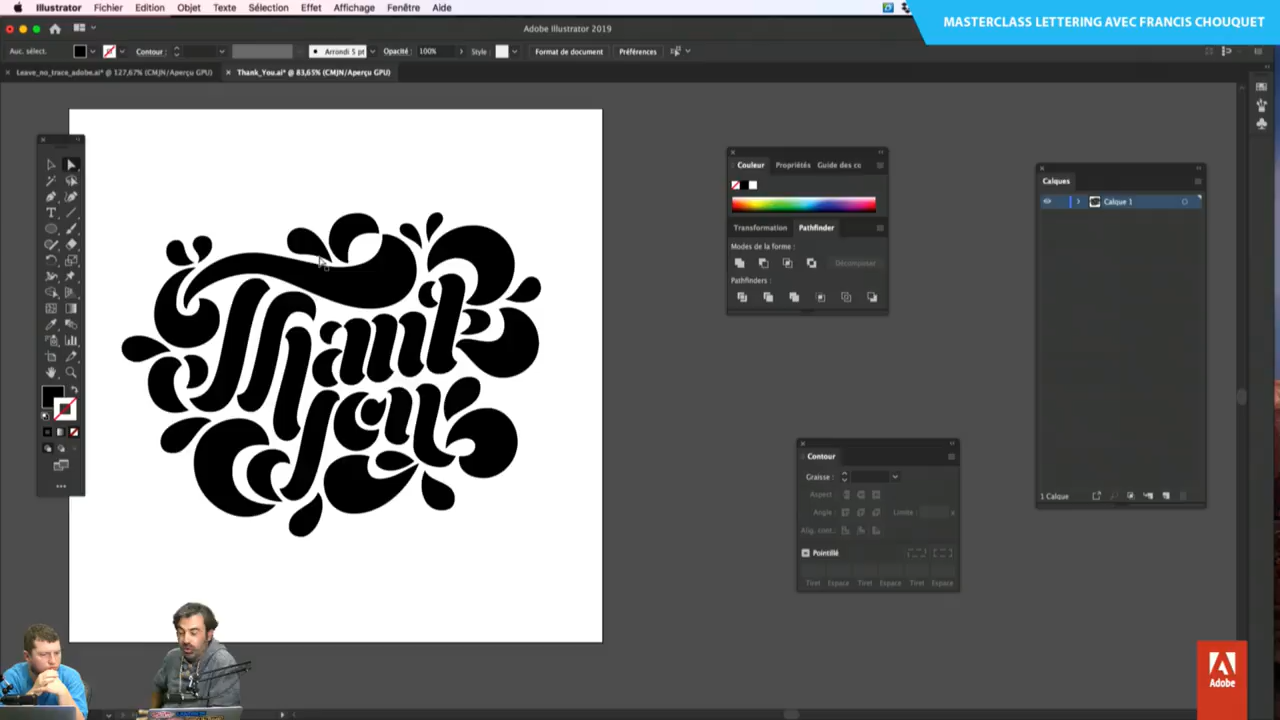 Illustrator Fichier Edition Objet Texte Sélection Effet Affichage Fenêtre Aide
MASTERCLASS LETTERING AVEC FRANCIS CHOUQUET
Adobe Illustrator 2019
Auc. sélect. Contour : Arrondi 5 pt Opacité : 100% Style Format de document Préférences
Leave_no_trace_adobe.ai* @ 127,67% (CMJN/Aperçu GPU) Thank_You.ai* @ 83,65% (CMJN/Aperçu GPU)
Couleur Propriétés Guide des cc
Calques
Calque 1
Transformation Pathfinder
Modes de la forme :
Décomposer
Pathfinders :
Thank
you
Contour
Graisse :
Aspect
Angle : Limite : x
Alig. cont. :
Pointillé
Tiret Espace Tiret Espace Tiret Espace
1 Calque
Adobe